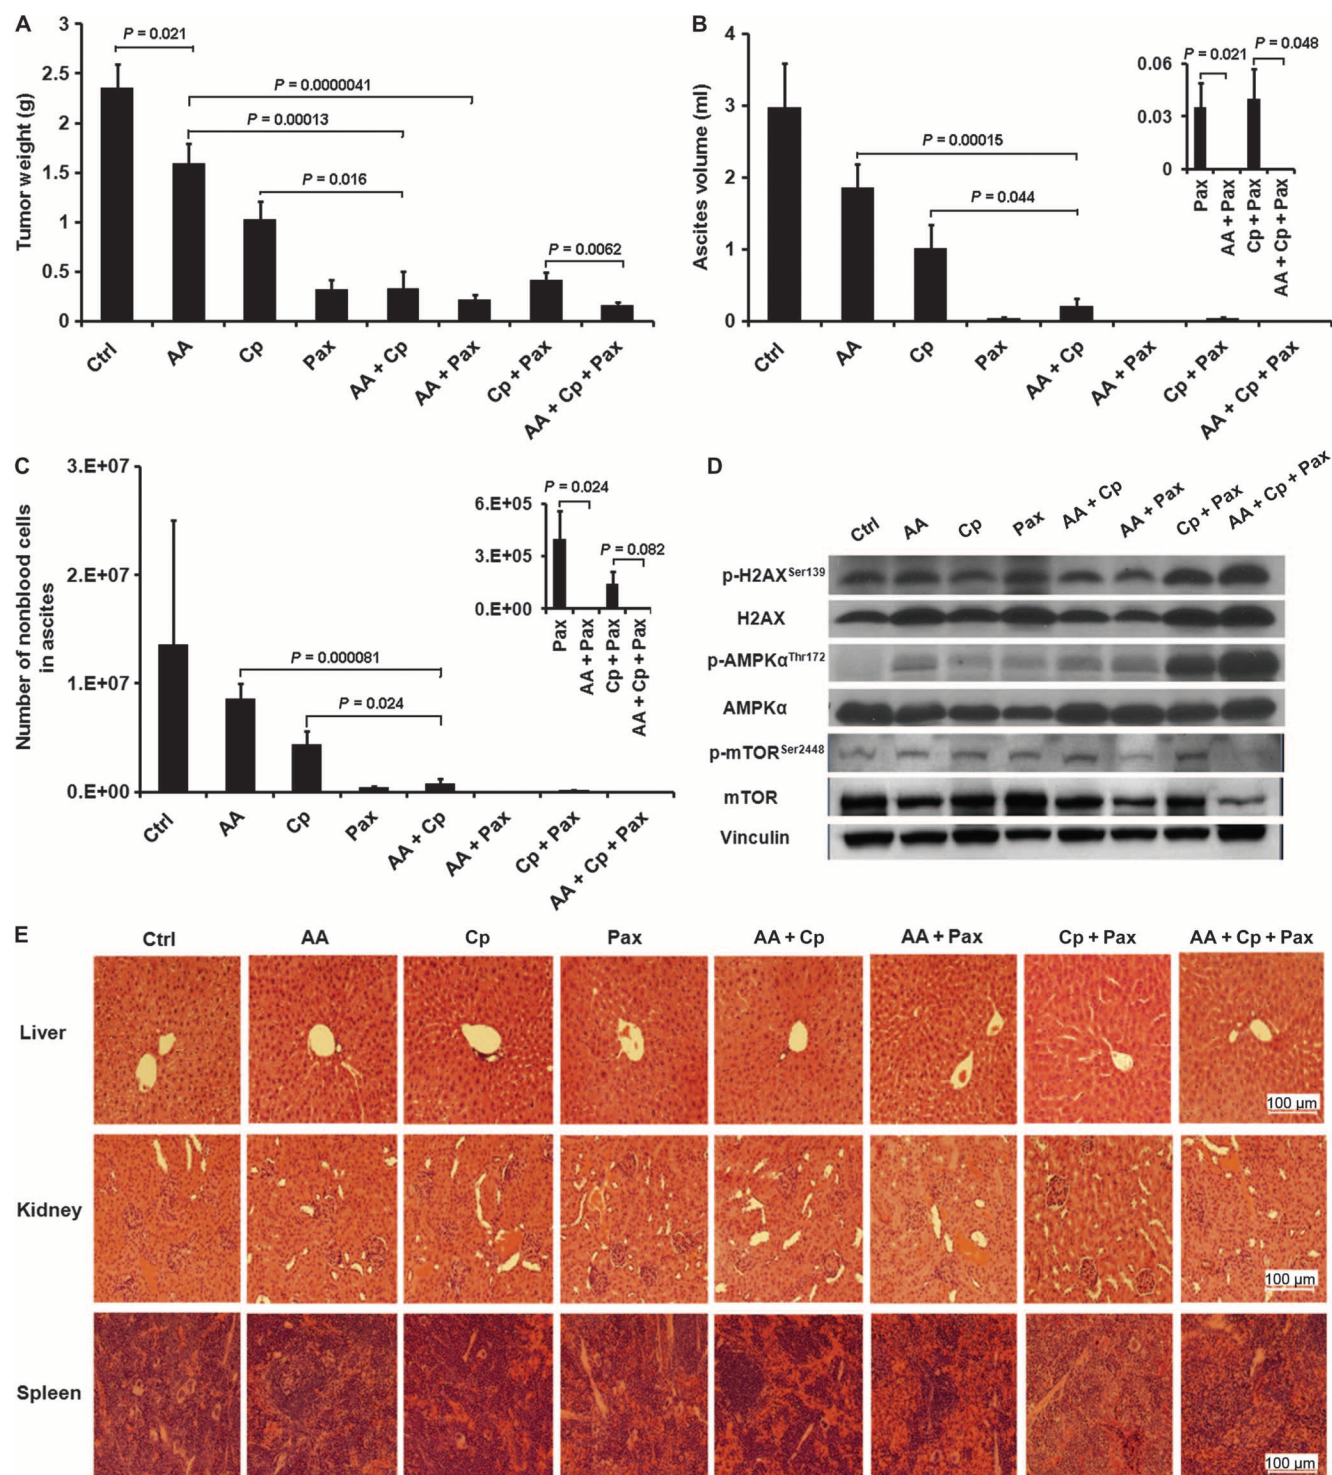 A
Tumor weight (g)
3
2.5
2
1.5
1
0.5
0
P = 0.021
P = 0.0000041
P = 0.00013
P = 0.016
P = 0.0062
Ctrl
AA
Cp
Pax
AA + Cp
AA + Pax
Cp + Pax
AA + Cp + Pax
B
Ascites volume (ml)
4
3
2
1
0
P = 0.00015
P = 0.044
0.06
0.03
0
P = 0.021
P = 0.048
Pax
AA + Pax
Cp + Pax
AA + Cp + Pax
Ctrl
AA
Cp
Pax
AA + Cp
AA + Pax
Cp + Pax
AA + Cp + Pax
C
Number of nonblood cells
in ascites
3.E+07
2.E+07
1.E+07
0.E+00
P = 0.000081
P = 0.024
6.E+05
3.E+05
0.E+00
P = 0.024
P = 0.082
Pax
AA + Pax
Cp + Pax
AA + Cp + Pax
Ctrl
AA
Cp
Pax
AA + Cp
AA + Pax
Cp + Pax
AA + Cp + Pax
D
Ctrl
AA
Cp
Pax
AA + Cp
AA + Pax
Cp + Pax
AA + Cp + Pax
p-H2AXSer139
H2AX
p-AMPKαThr172
AMPKα
p-mTORSer2448
mTOR
Vinculin
E
Ctrl AA Cp Pax AA + Cp AA + Pax Cp + Pax AA + Cp + Pax
Liver
100 µm
Kidney
100 µm
Spleen
100 µm